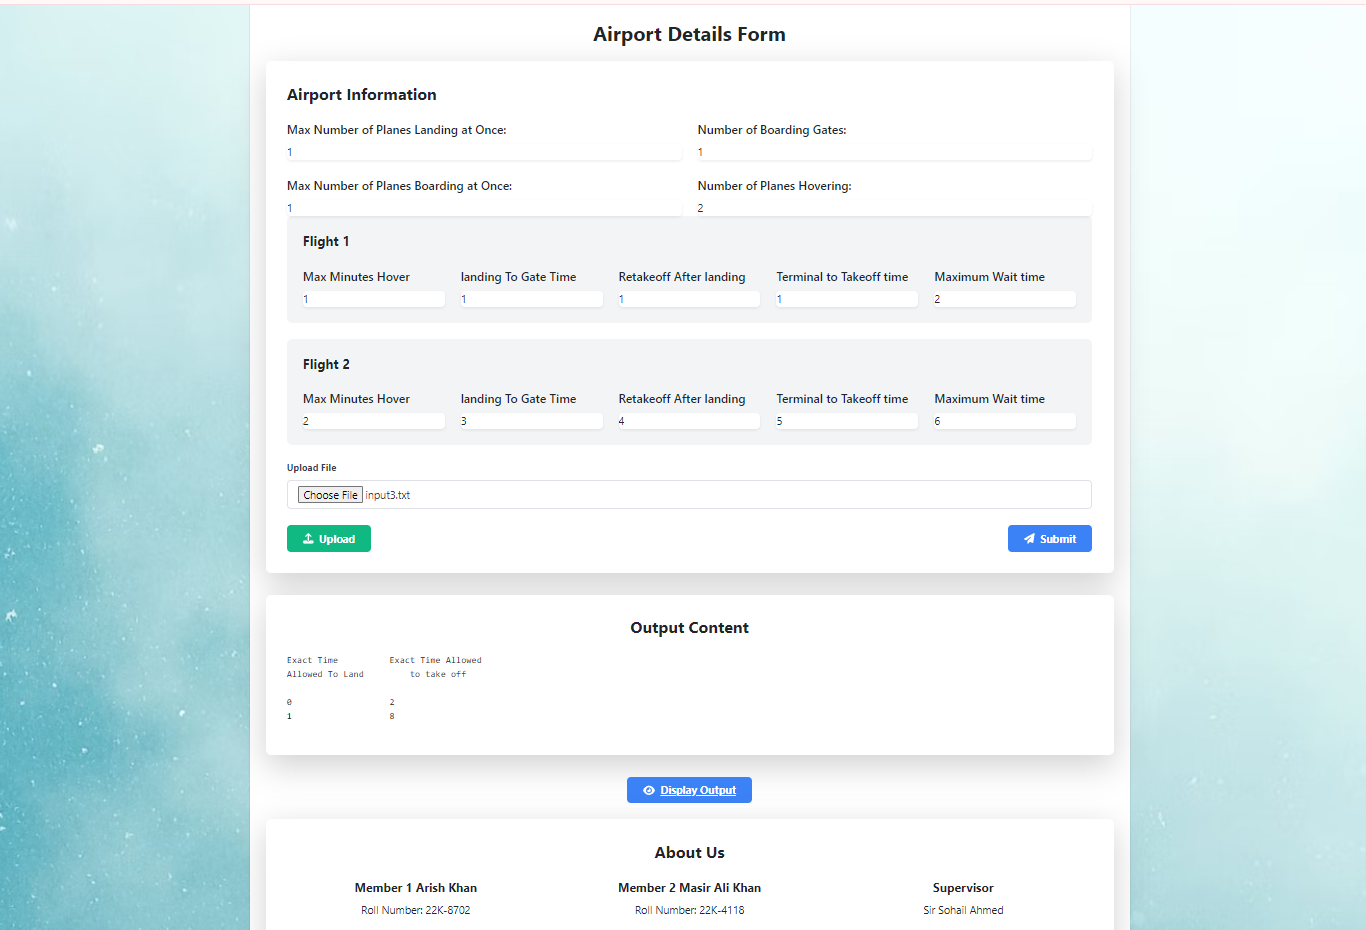 Airport Details Form
Airport Information
Max Number of Planes Landing at Once: Number of Boarding Gates:
1 1
Max Number of Planes Boarding at Once: Number of Planes Hovering:
1 2
Flight 1
Max Minutes Hover landing To Gate Time Retakeoff After landing Terminal to Takeoff time Maximum Wait time
1 1 1 1 2
Flight 2
Max Minutes Hover landing To Gate Time Retakeoff After landing Terminal to Takeoff time Maximum Wait time
2 3 4 5 6
Upload File
Choose File input3.txt
Upload Submit
Output Content
Exact Time Exact Time Allowed
Allowed To Land to take off
0 2
1 8
Display Output
About Us
Member 1 Arish Khan Member 2 Masir Ali Khan Supervisor
Roll Number: 22K-8702 Roll Number: 22K-4118 Sir Sohail Ahmed